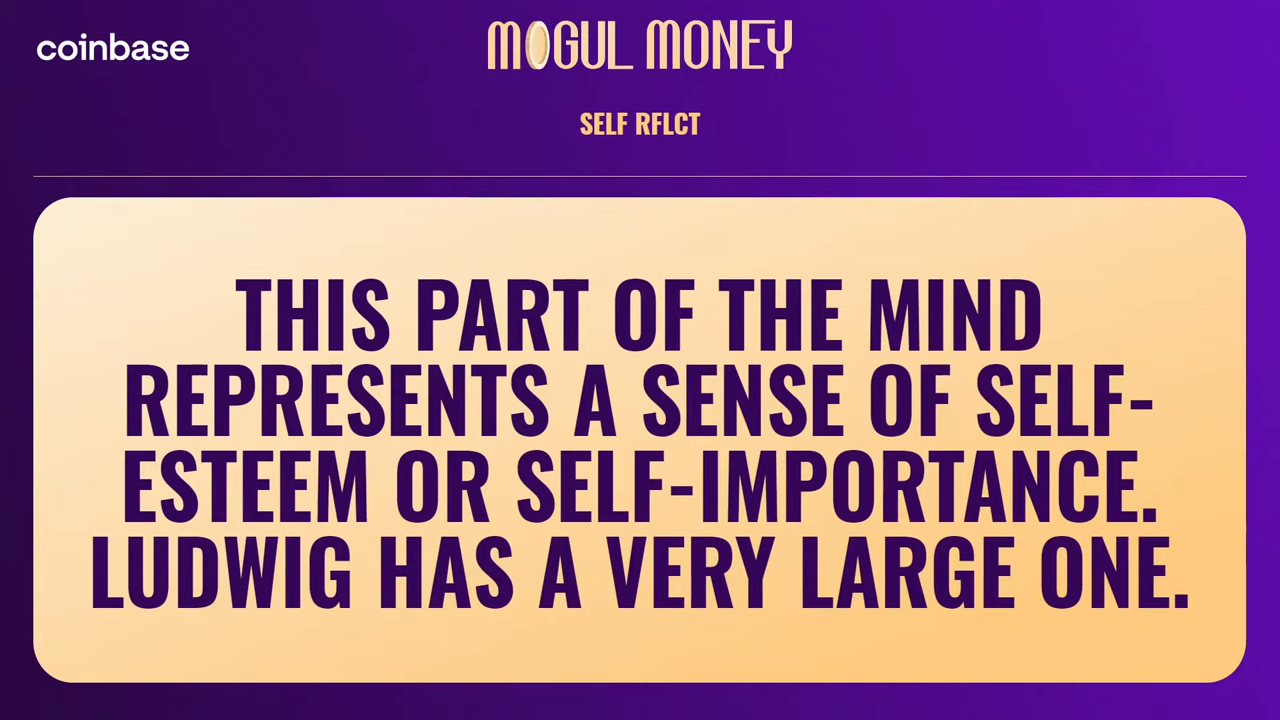 coinbase
MOGUL MONEY
SELF RFLCT
THIS PART OF THE MIND
REPRESENTS A SENSE OF SELF-
ESTEEM OR SELF-IMPORTANCE.
LUDWIG HAS A VERY LARGE ONE.